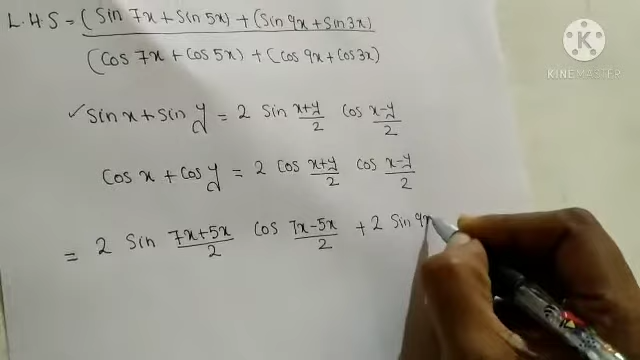 L.H.S = (Sin 7x + Sin 5x) + (Sin 9x + Sin 3x)
(Cos 7x + Cos 5x) + (Cos 9x + Cos 3x)
K
KINEMASTER
✓ Sin x + Sin y = 2 Sin x+y/2 Cos x-y/2
Cos x + Cos y = 2 Cos x+y/2 Cos x-y/2
= 2 Sin 7x+5x/2 Cos 7x-5x/2 + 2 Sin 9x